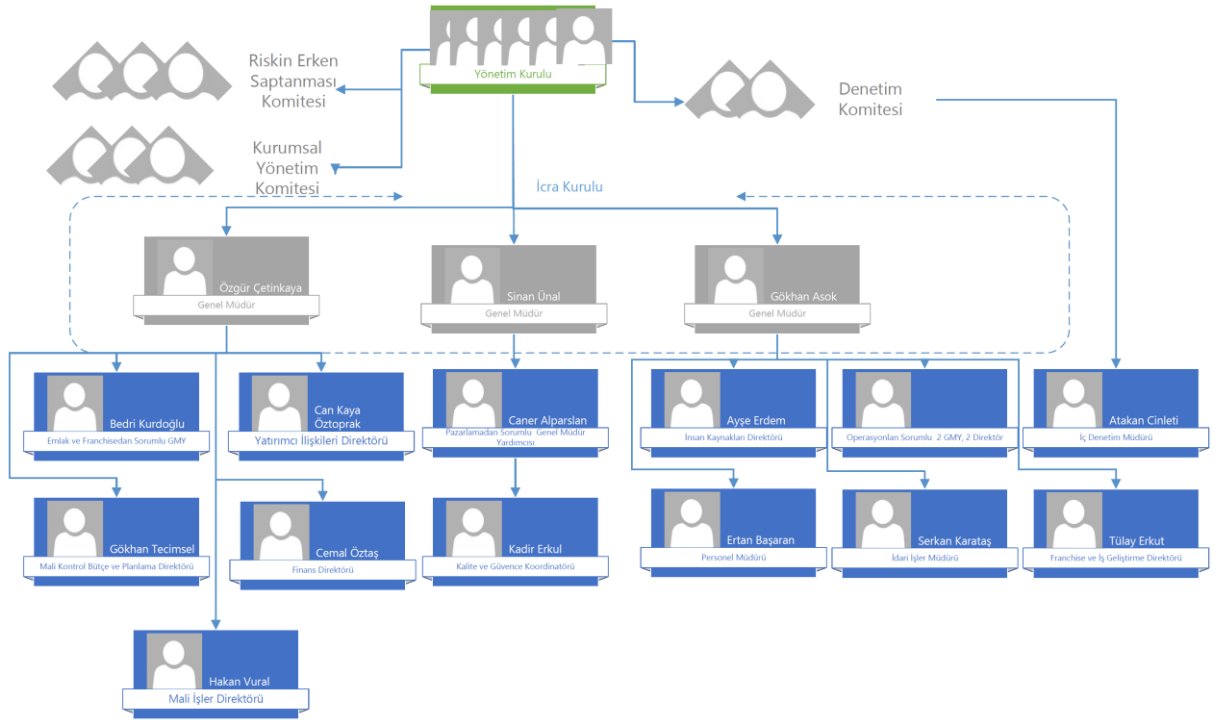 Yönetim Kurulu
Riskin Erken
Saptanması
Komitesi
Denetim
Komitesi
Kurumsal
Yönetim
Komitesi
İcra Kurulu
Özgür Çetinkaya
Genel Müdür
Sinan Ünal
Genel Müdür
Gökhan Asok
Genel Müdür
Bedri Kurdoğlu
Emlak ve Franchisedan Sorumlu GMY
Can Kaya
Öztoprak
Yatırımcı İlişkileri Direktörü
Caner Alparslan
Pazarlamadan Sorumlu Genel Müdür
Yardımcısı
Ayşe Erdem
İnsan Kaynakları Direktörü
Operasyonlan Sorumlu 2 GMY, 2 Direktör
Atakan Cinleti
İç Denetim Müdürü
Gökhan Tecimsel
Mali Kontrol Bütçe ve Planlama Direktörü
Cemal Öztaş
Finans Direktörü
Kadir Erkul
Kalite ve Güvence Koordinatörü
Ertan Başaran
Personel Müdürü
Serkan Karataş
İdari İşler Müdürü
Tülay Erkut
Franchise ve İş Geliştirme Direktörü
Hakan Vural
Mali İşler Direktörü